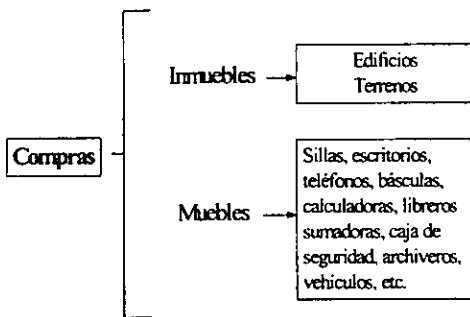 Compras
Inmuebles
Edificios
Terrenos
Muebles
Sillas, escritorios,
teléfonos, básculas,
calculadoras, libreros
sumadoras, caja de
seguridad, archiveros,
vehículos, etc.